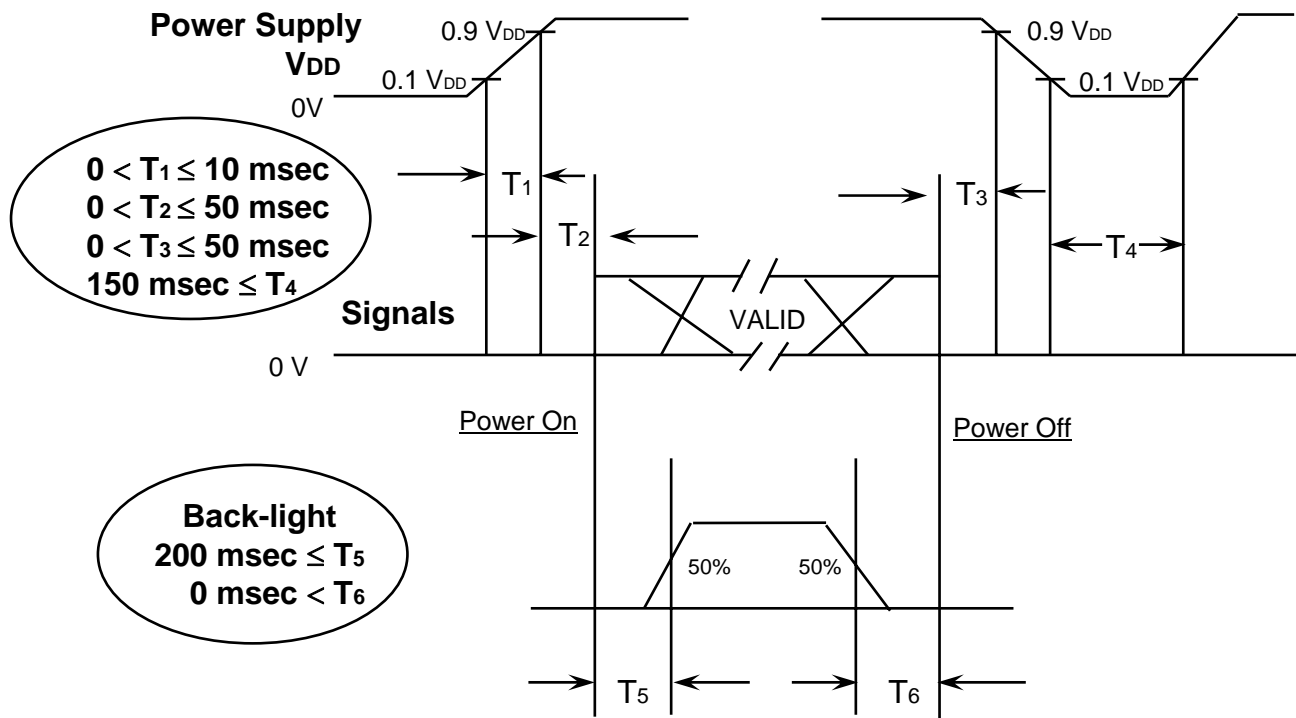 Power Supply
VDD
0.9 VDD
0.1 VDD
0V
0.9 VDD
0.1 VDD
0 < T1 ≤ 10 msec
0 < T2 ≤ 50 msec
0 < T3 ≤ 50 msec
150 msec ≤ T4
T1
T2
T3
T4
Signals
VALID
0 V
Power On
Power Off
Back-light
200 msec ≤ T5
0 msec < T6
50%
50%
T5
T6